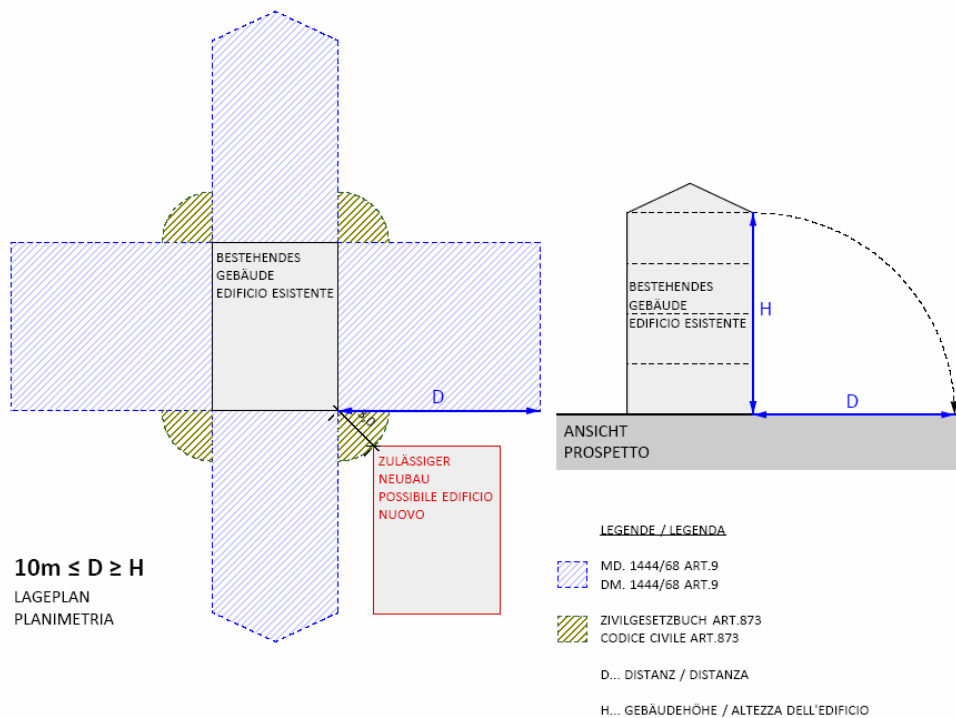 BESTEHENDES
GEBÄUDE
EDIFICIO ESISTENTE
D
3,0
ZULÄSSIGER
NEUBAU
POSSIBILE EDIFICIO
NUOVO
10m ≤ D ≥ H
LAGEPLAN
PLANIMETRIA
BESTEHENDES
GEBÄUDE
EDIFICIO ESISTENTE
H
D
ANSICHT
PROSPETTO
LEGENDE / LEGENDA
MD. 1444/68 ART.9
DM. 1444/68 ART.9
ZIVILGESETZBUCH ART.873
CODICE CIVILE ART.873
D... DISTANZ / DISTANZA
H... GEBÄUDEHÖHE / ALTEZZA DELL'EDIFICIO